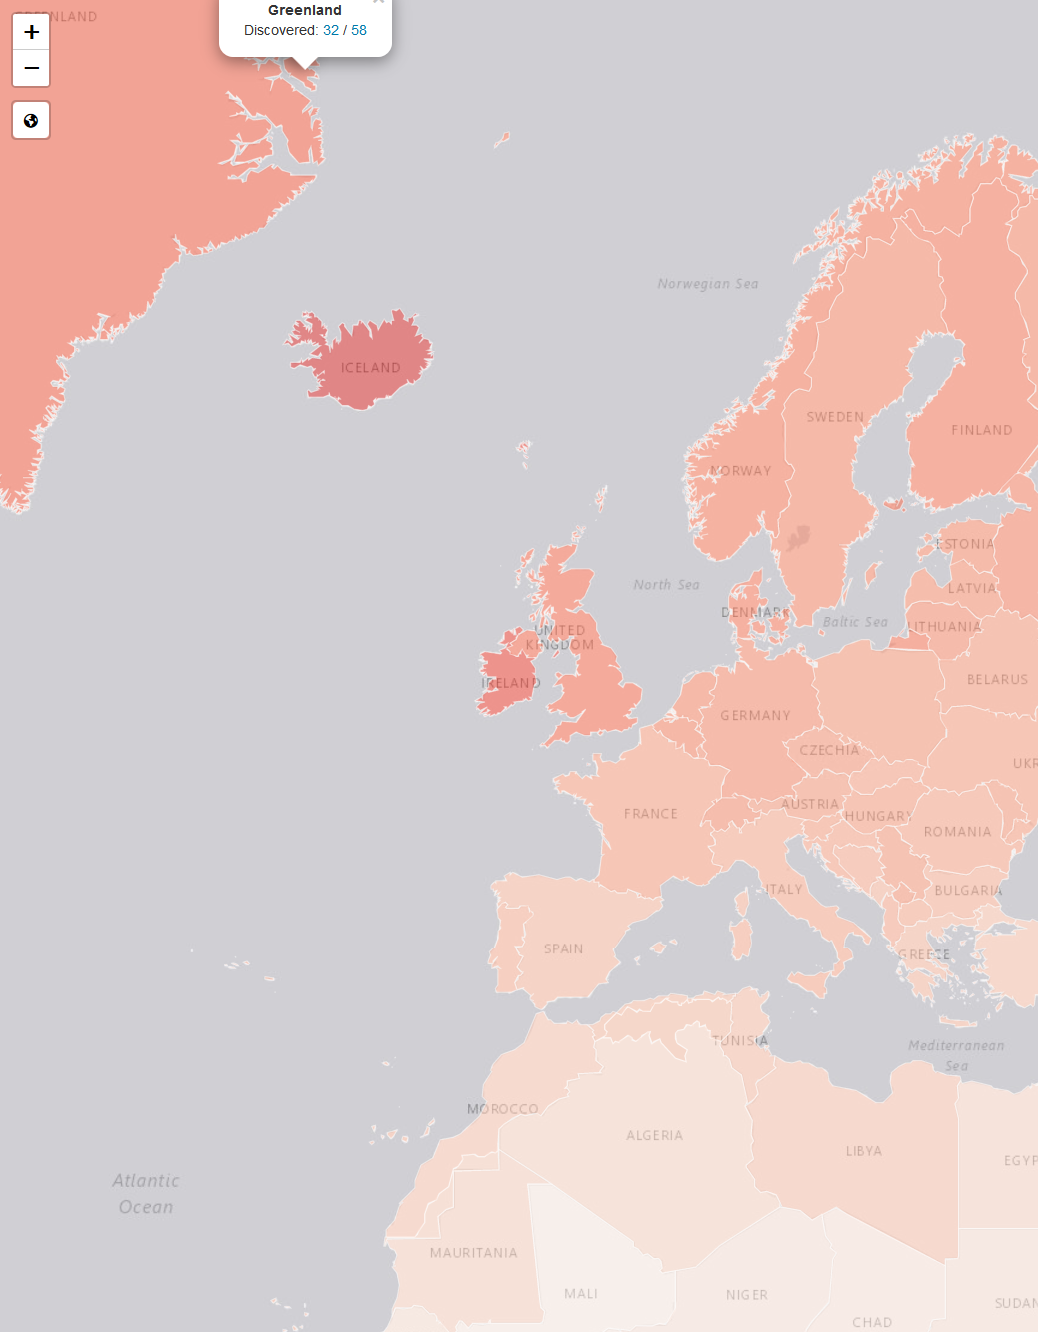 Greenland
Discovered: 32 / 58
GREENLAND
+
−
Norwegian Sea
ICELAND
SWEDEN
FINLAND
NORWAY
ESTONIA
North Sea
LATVIA
DENMARK
Baltic Sea
LITHUANIA
UNITED
KINGDOM
IRELAND
BELARUS
GERMANY
CZECHIA
UKR
AUSTRIA
FRANCE
HUNGARY
ROMANIA
ITALY
BULGARIA
SPAIN
GREECE
TUNISIA
Mediterranean
Sea
MOROCCO
ALGERIA
LIBYA
EGYP
Atlantic
Ocean
MAURITANIA
MALI
NIGER
SUDAN
CHAD